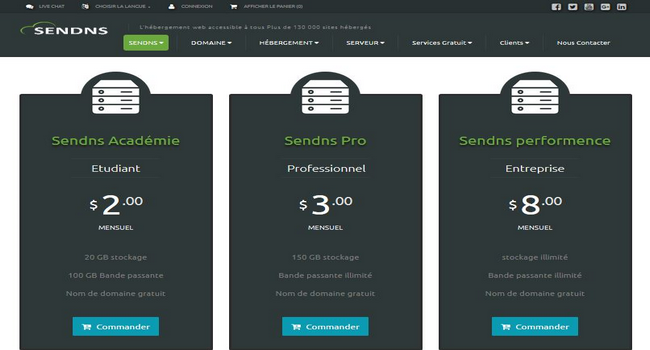 LIVE CHAT
CHOISIR LA LANGUE
CONNEXION
AFFICHER LE PANIER (0)
SENDNS
L'hébergement web accessible à tous Plus de 130 000 sites hébergés
SENDNS
DOMAINE
HÉBERGEMENT
SERVEUR
Services Gratuit
Clients
Nous Contacter
Sendns Académie
Etudiant
$ 2.00
MENSUEL
20 GB stockage
100 GB Bande passante
Nom de domaine gratuit
Commander
Sendns Pro
Professionnel
$ 3.00
MENSUEL
150 GB stockage
Bande passante illimité
Nom de domaine gratuit
Commander
Sendns performence
Entreprise
$ 8.00
MENSUEL
stockage illimité
Bande passante illimité
Nom de domaine gratuit
Commander